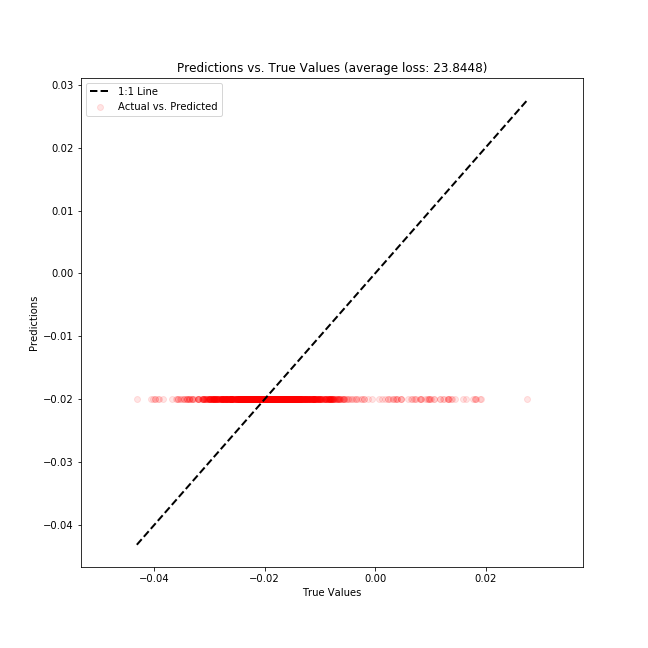 Predictions vs. True Values (average loss: 23.8448)
1:1 Line
Actual vs. Predicted
0.03
0.02
0.01
0.00
−0.01
−0.02
−0.03
−0.04
Predictions
−0.04
−0.02
0.00
0.02
True Values